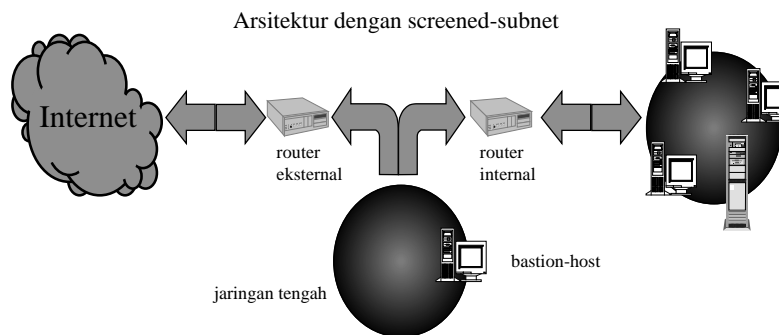 Arsitektur dengan screened-subnet
Internet
router
eksternal
router
internal
bastion-host
jaringan tengah